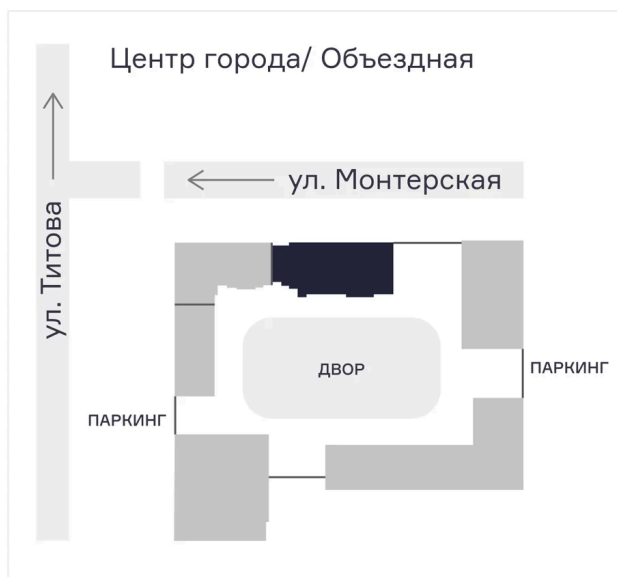 Центр города/ Объездная
ул. Монтерская
ул. Титова
ДВОР
ПАРКИНГ
ПАРКИНГ